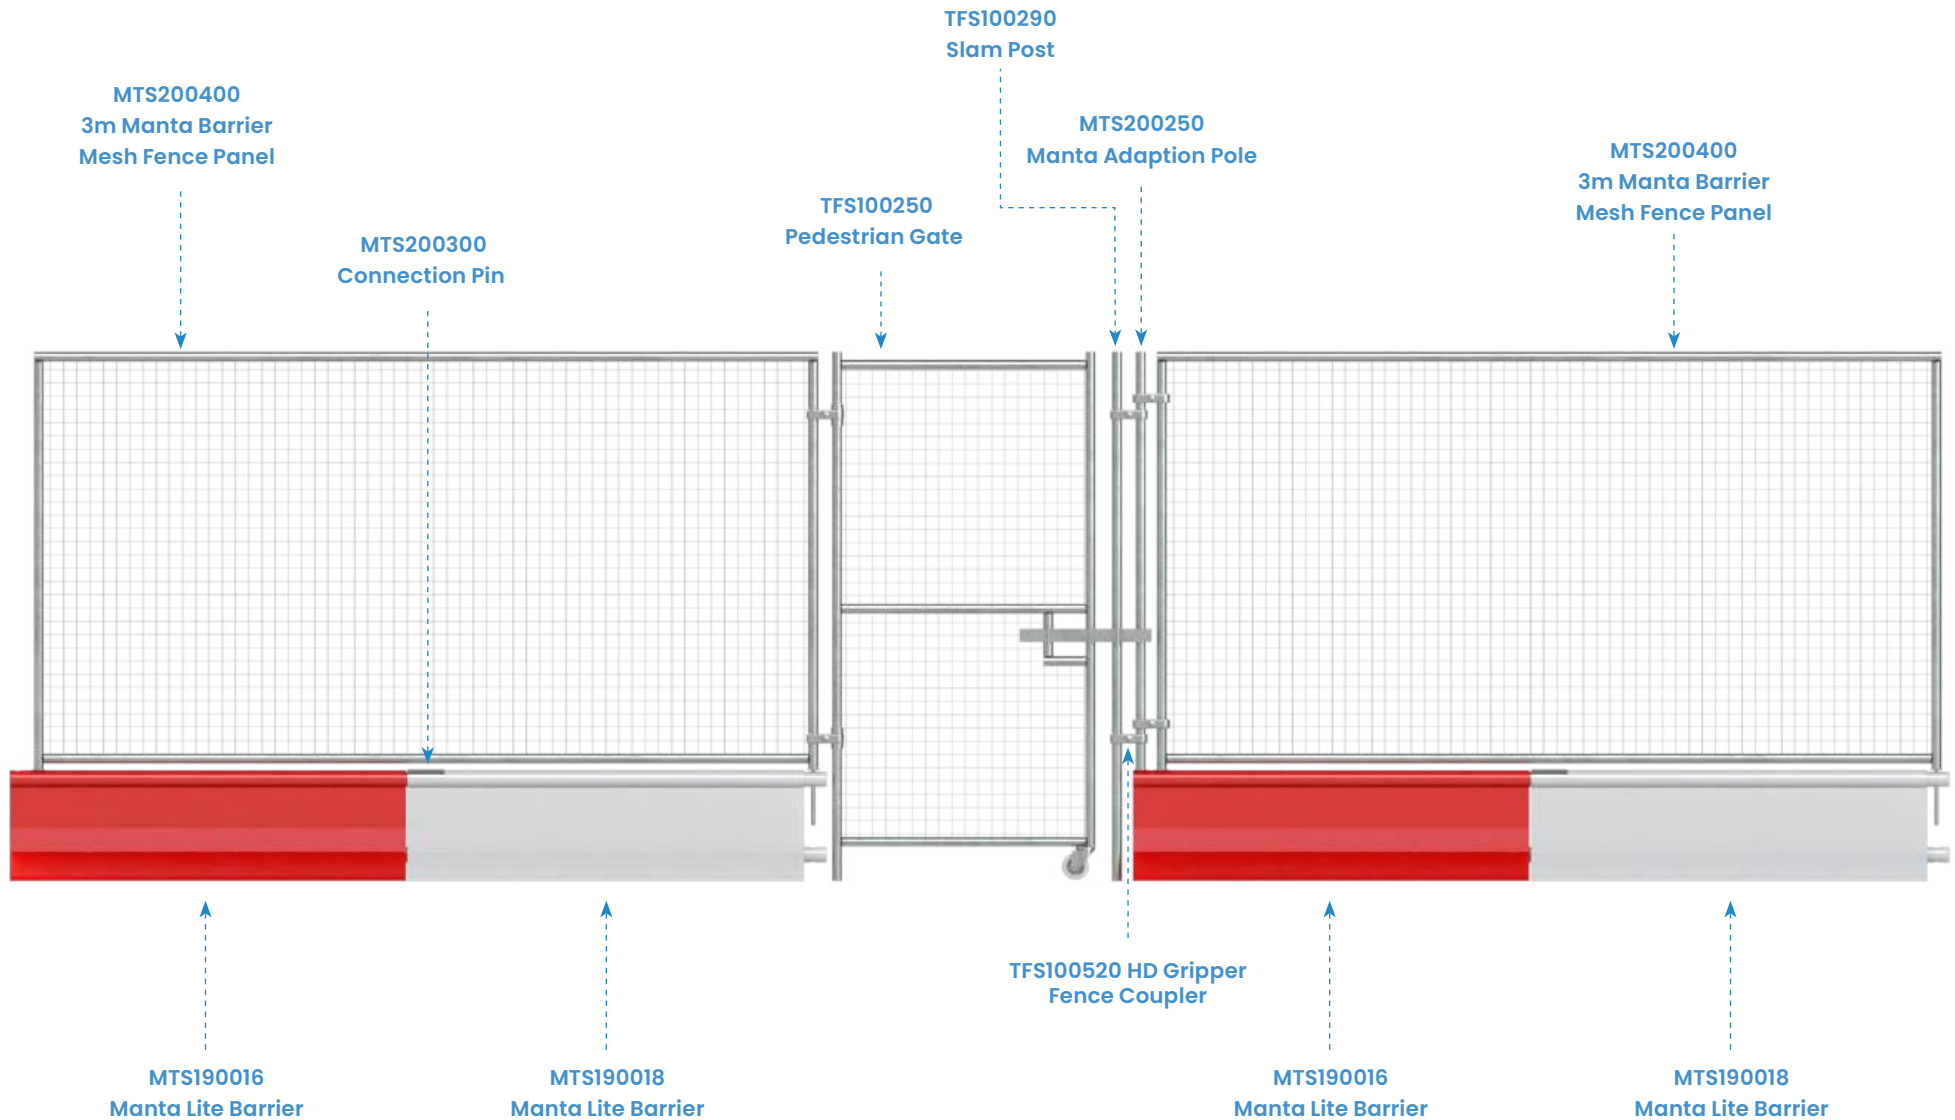 TFS100290
Slam Post
MTS200400
3m Manta Barrier
Mesh Fence Panel
MTS200250
Manta Adaption Pole
MTS200400
3m Manta Barrier
Mesh Fence Panel
TFS100250
Pedestrian Gate
MTS200300
Connection Pin
TFS100520 HD Gripper
Fence Coupler
MTS190016
Manta Lite Barrier
MTS190018
Manta Lite Barrier
MTS190016
Manta Lite Barrier
MTS190018
Manta Lite Barrier